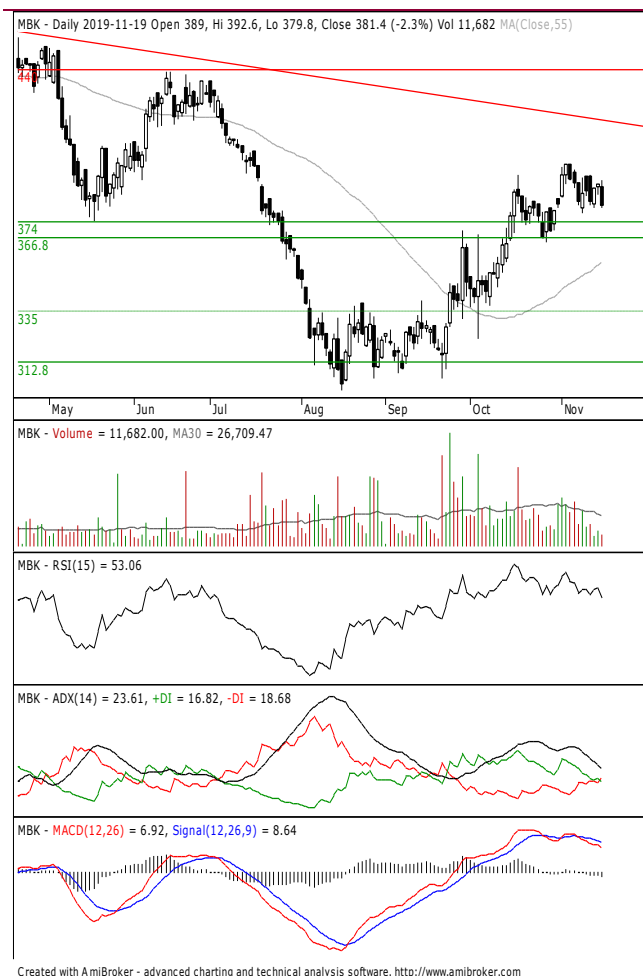 MBK - Daily 2019-11-19 Open 389, Hi 392.6, Lo 379.8, Close 381.4 (-2.3%) Vol 11,682 MA(Close,55)
374
366.8
335
312.8
May Jun Jul Aug Sep Oct Nov
MBK - Volume = 11,682.00, MA30 = 26,709.47
MBK - RSI(15) = 53.06
MBK - ADX(14) = 23.61, +DI = 16.82, -DI = 18.68
MBK - MACD(12,26) = 6.92, Signal(12,26,9) = 8.64
Created with AmiBroker - advanced charting and technical analysis software. http://www.amibroker.com